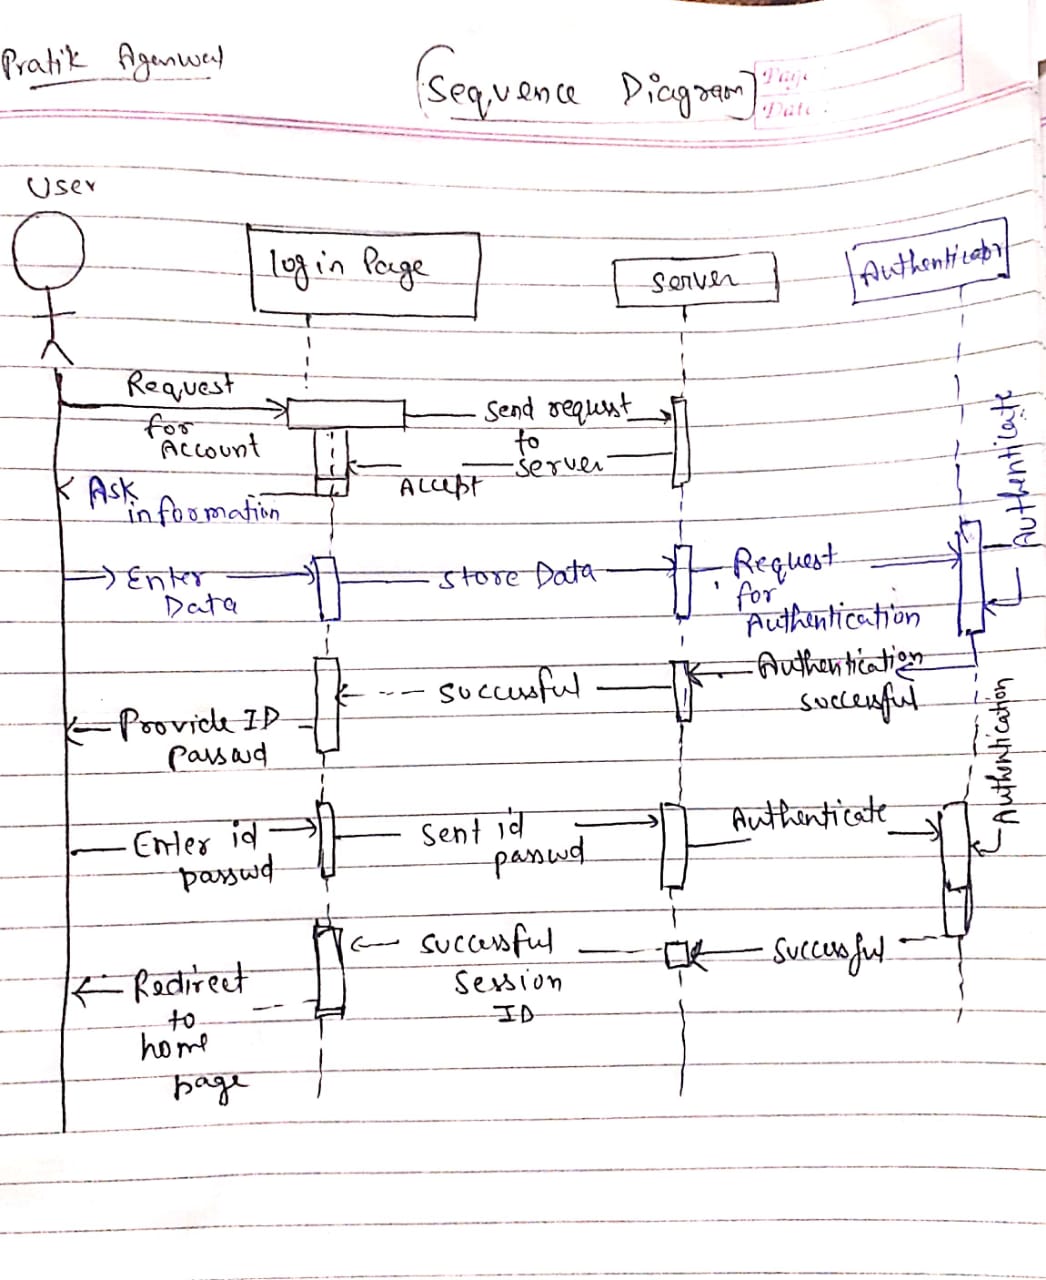 Pratik Agarwal
Sequence Diagram
Page :
Date :
User
Login Page
Server
Authenticator
Request
for
Account
Send request
to
server
Accept
Ask
information
Authenticate
Enter
Data
Store Data
Request
for
Authentication
Authentication
successful
successful
Provide ID
Passwd
Authentication
Enter id
passwd
Sent id
passwd
Authenticate
Successful
Successful
Session
ID
Redirect
to
home
page